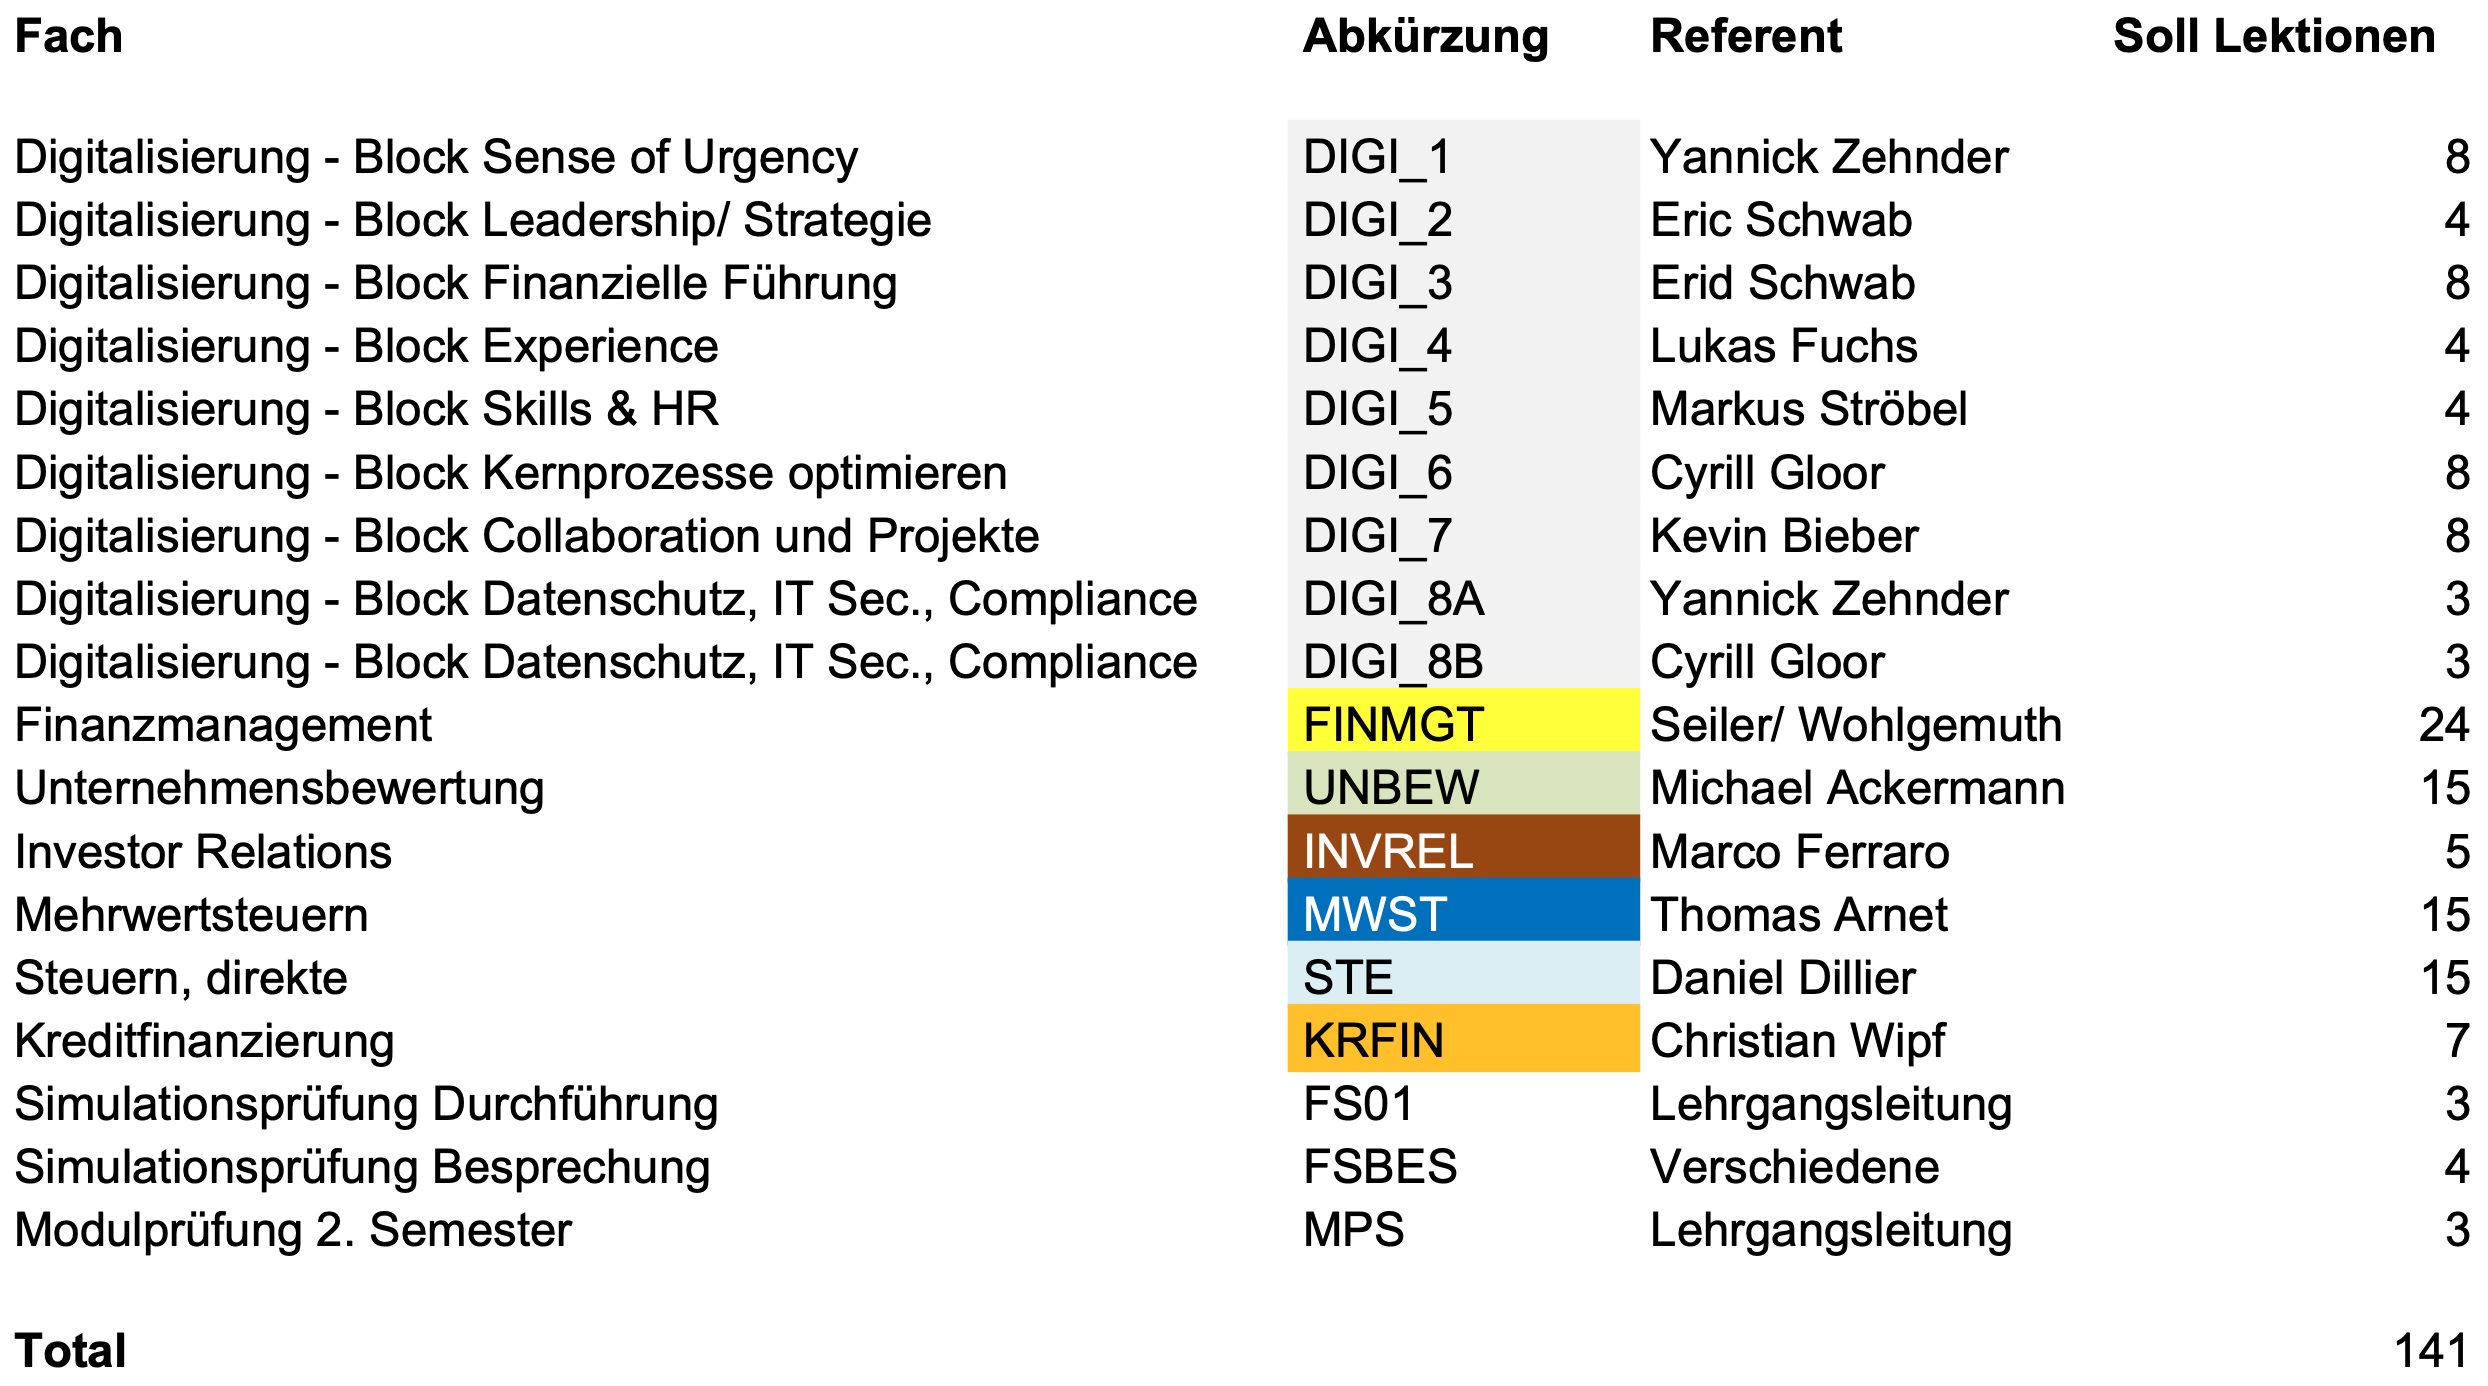 Fach Abkürzung Referent Soll Lektionen
Digitalisierung - Block Sense of Urgency DIGI_1 Yannick Zehnder 8
Digitalisierung - Block Leadership/ Strategie DIGI_2 Eric Schwab 4
Digitalisierung - Block Finanzielle Führung DIGI_3 Erid Schwab 8
Digitalisierung - Block Experience DIGI_4 Lukas Fuchs 4
Digitalisierung - Block Skills & HR DIGI_5 Markus Ströbel 4
Digitalisierung - Block Kernprozesse optimieren DIGI_6 Cyrill Gloor 8
Digitalisierung - Block Collaboration und Projekte DIGI_7 Kevin Bieber 8
Digitalisierung - Block Datenschutz, IT Sec., Compliance DIGI_8A Yannick Zehnder 3
Digitalisierung - Block Datenschutz, IT Sec., Compliance DIGI_8B Cyrill Gloor 3
Finanzmanagement FINMGT Seiler/ Wohlgemuth 24
Unternehmensbewertung UNBEW Michael Ackermann 15
Investor Relations INVREL Marco Ferraro 5
Mehrwertsteuern MWST Thomas Arnet 15
Steuern, direkte STE Daniel Dillier 15
Kreditfinanzierung KRFIN Christian Wipf 7
Simulationsprüfung Durchführung FS01 Lehrgangsleitung 3
Simulationsprüfung Besprechung FSBES Verschiedene 4
Modulprüfung 2. Semester MPS Lehrgangsleitung 3
Total 141